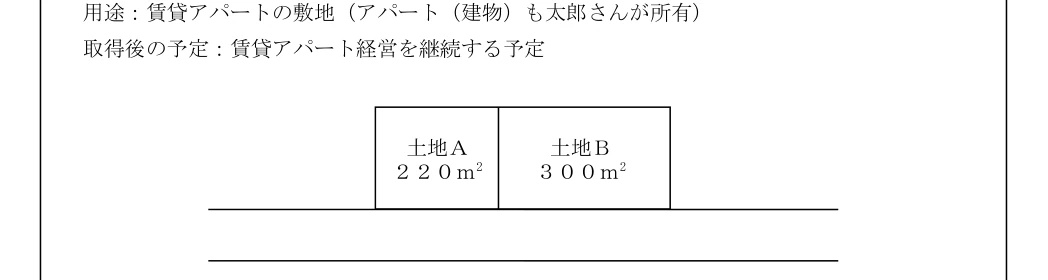 用途：賃貸アパートの敷地（アパート（建物）も太郎さんが所有）
取得後の予定：賃貸アパート経営を継続する予定
土地Ａ
２２０ｍ²
土地Ｂ
３００ｍ²